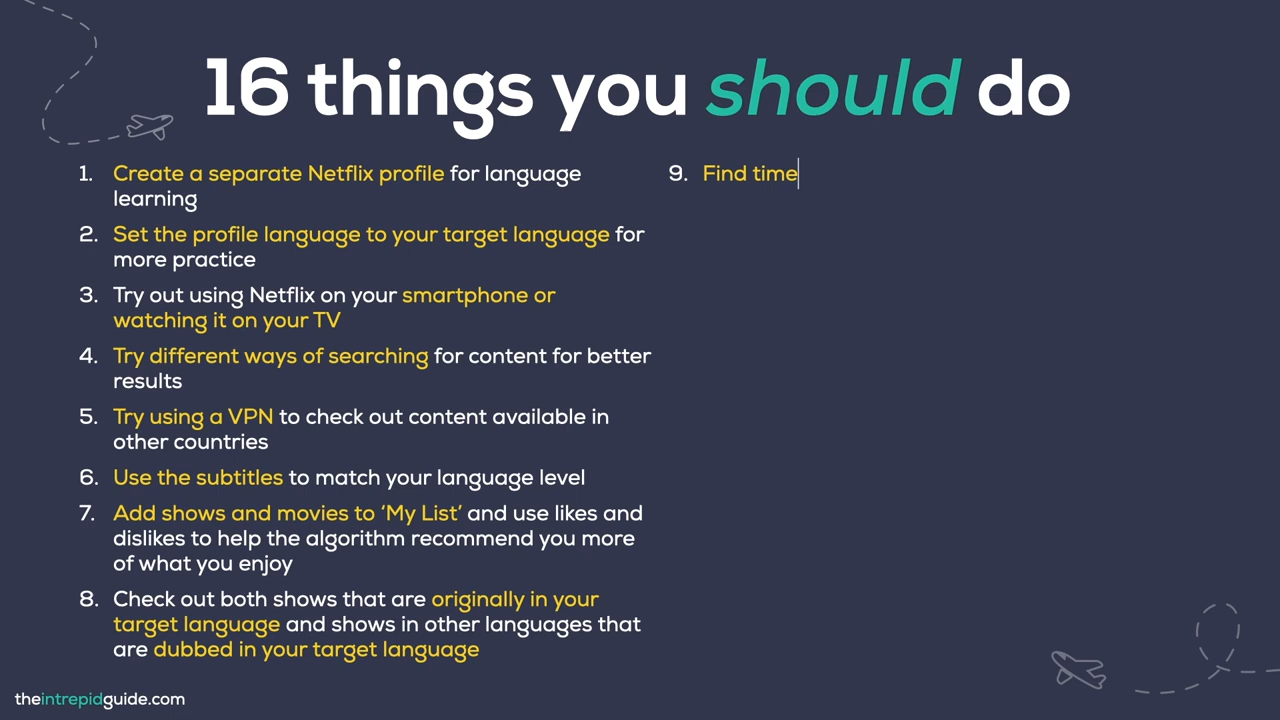 16 things you should do
1. Create a separate Netflix profile for language
learning
2. Set the profile language to your target language for
more practice
3. Try out using Netflix on your smartphone or
watching it on your TV
4. Try different ways of searching for content for better
results
5. Try using a VPN to check out content available in
other countries
6. Use the subtitles to match your language level
7. Add shows and movies to ‘My List’ and use likes and
dislikes to help the algorithm recommend you more
of what you enjoy
8. Check out both shows that are originally in your
target language and shows in other languages that
are dubbed in your target language
9. Find time
theintrepidguide.com